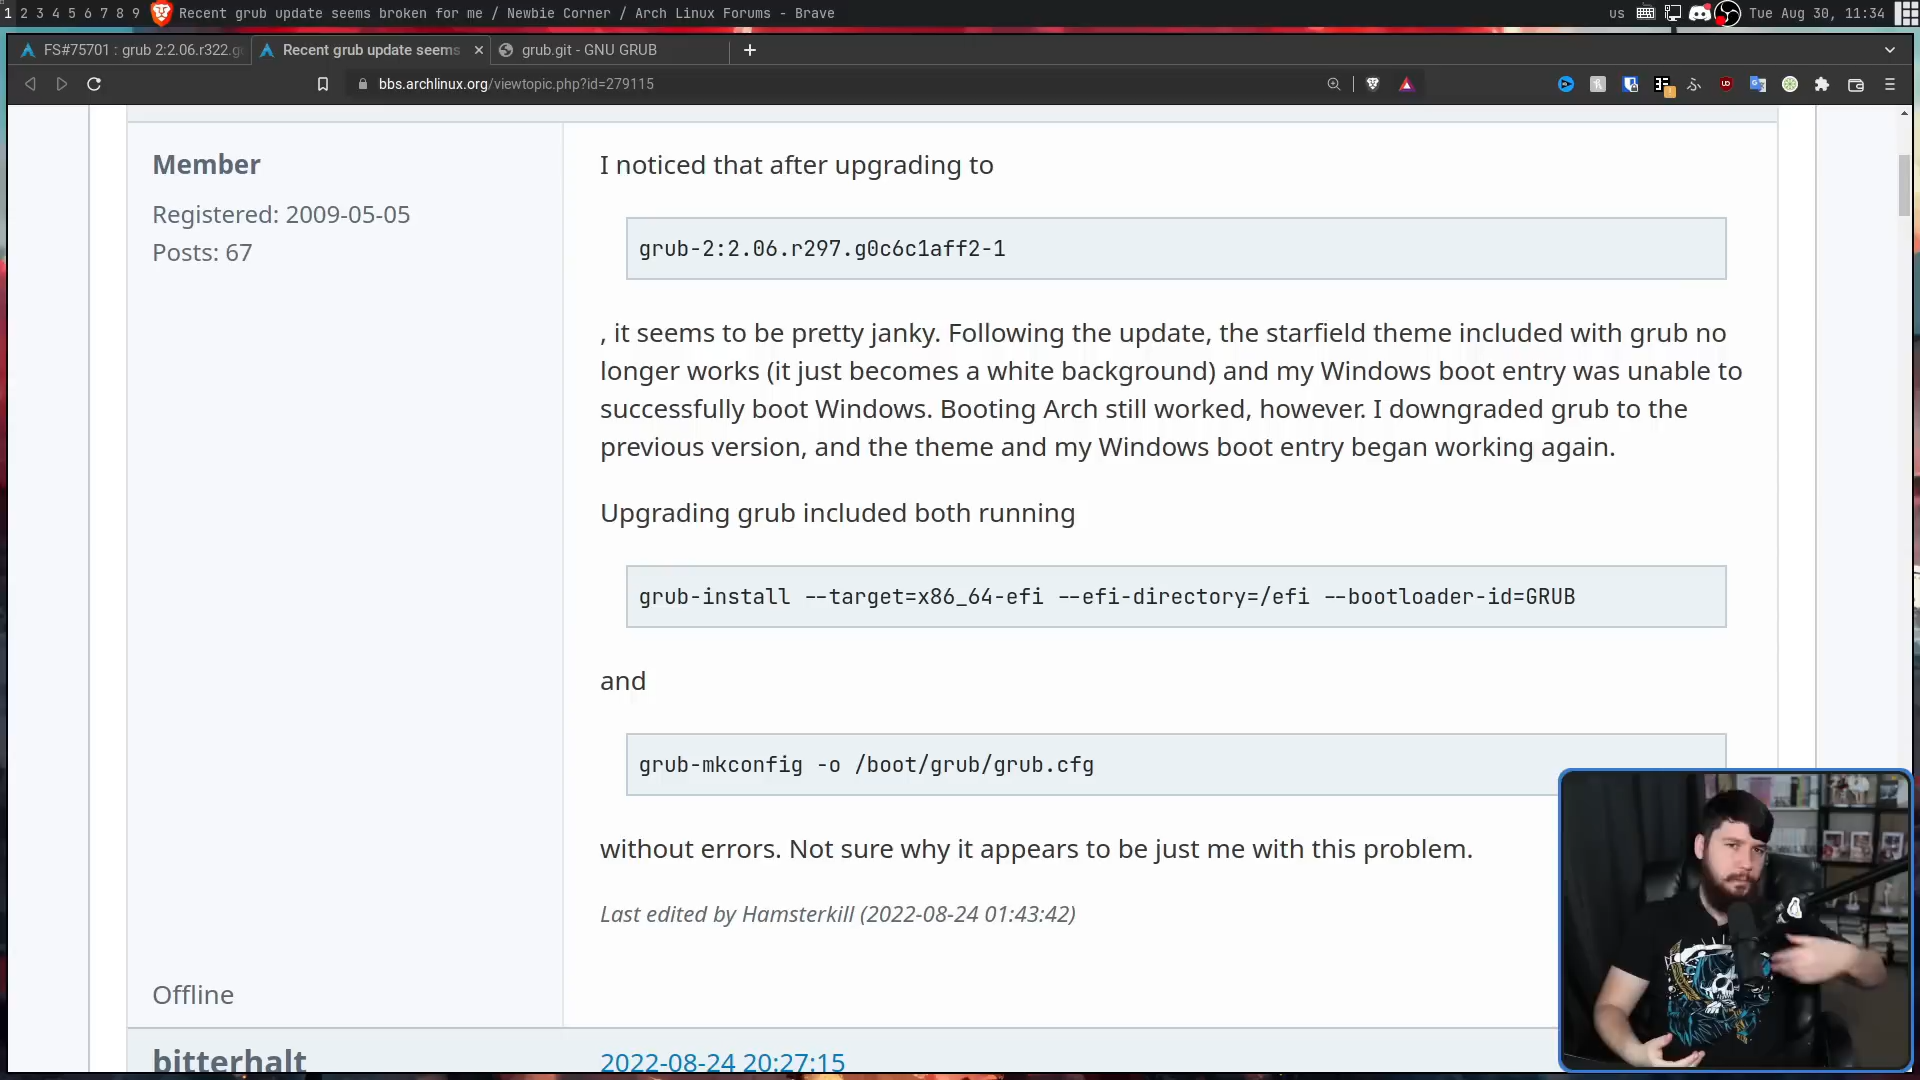 1 2 3 4 5 6 7 8 9 Recent grub update seems broken for me / Newbie Corner / Arch Linux Forums - Brave us Tue Aug 30, 11:34
FS#75701 : grub 2:2.06.r322.g Recent grub update seems grub.git - GNU GRUB
bbs.archlinux.org/viewtopic.php?id=279115
Member
Registered: 2009-05-05
Posts: 67
Offline
I noticed that after upgrading to
grub-2:2.06.r297.g0c6c1aff2-1
, it seems to be pretty janky. Following the update, the starfield theme included with grub no
longer works (it just becomes a white background) and my Windows boot entry was unable to
successfully boot Windows. Booting Arch still worked, however. I downgraded grub to the
previous version, and the theme and my Windows boot entry began working again.
Upgrading grub included both running
grub-install --target=x86_64-efi --efi-directory=/efi --bootloader-id=GRUB
and
grub-mkconfig -o /boot/grub/grub.cfg
without errors. Not sure why it appears to be just me with this problem.
Last edited by Hamsterkill (2022-08-24 01:43:42)
bitterhalt 2022-08-24 20:27:15